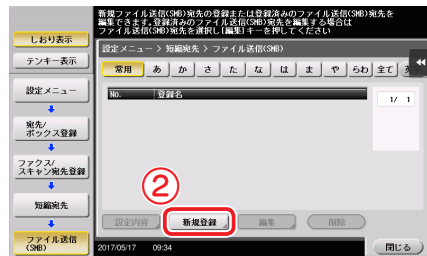 新規ファイル送信(SMB)宛先の登録または登録済みのファイル送信(SMB)宛先を
編集できます。登録済みのファイル送信(SMB)宛先を編集する場合は
ファイル送信(SMB)宛先を選択し[編集]キーを押してください
しおり表示
テンキー表示
設定メニュー
宛先/
ボックス登録
ファクス/
スキャン宛先登録
短縮宛先
ファイル送信
(SMB)
設定メニュー > 短縮宛先 > ファイル送信(SMB)
常用 あ か さ た な は ま や らわ 全て
No. 登録名
1/ 1
②
設定内容 新規登録 編集 削除
2017/05/17 09:34
閉じる